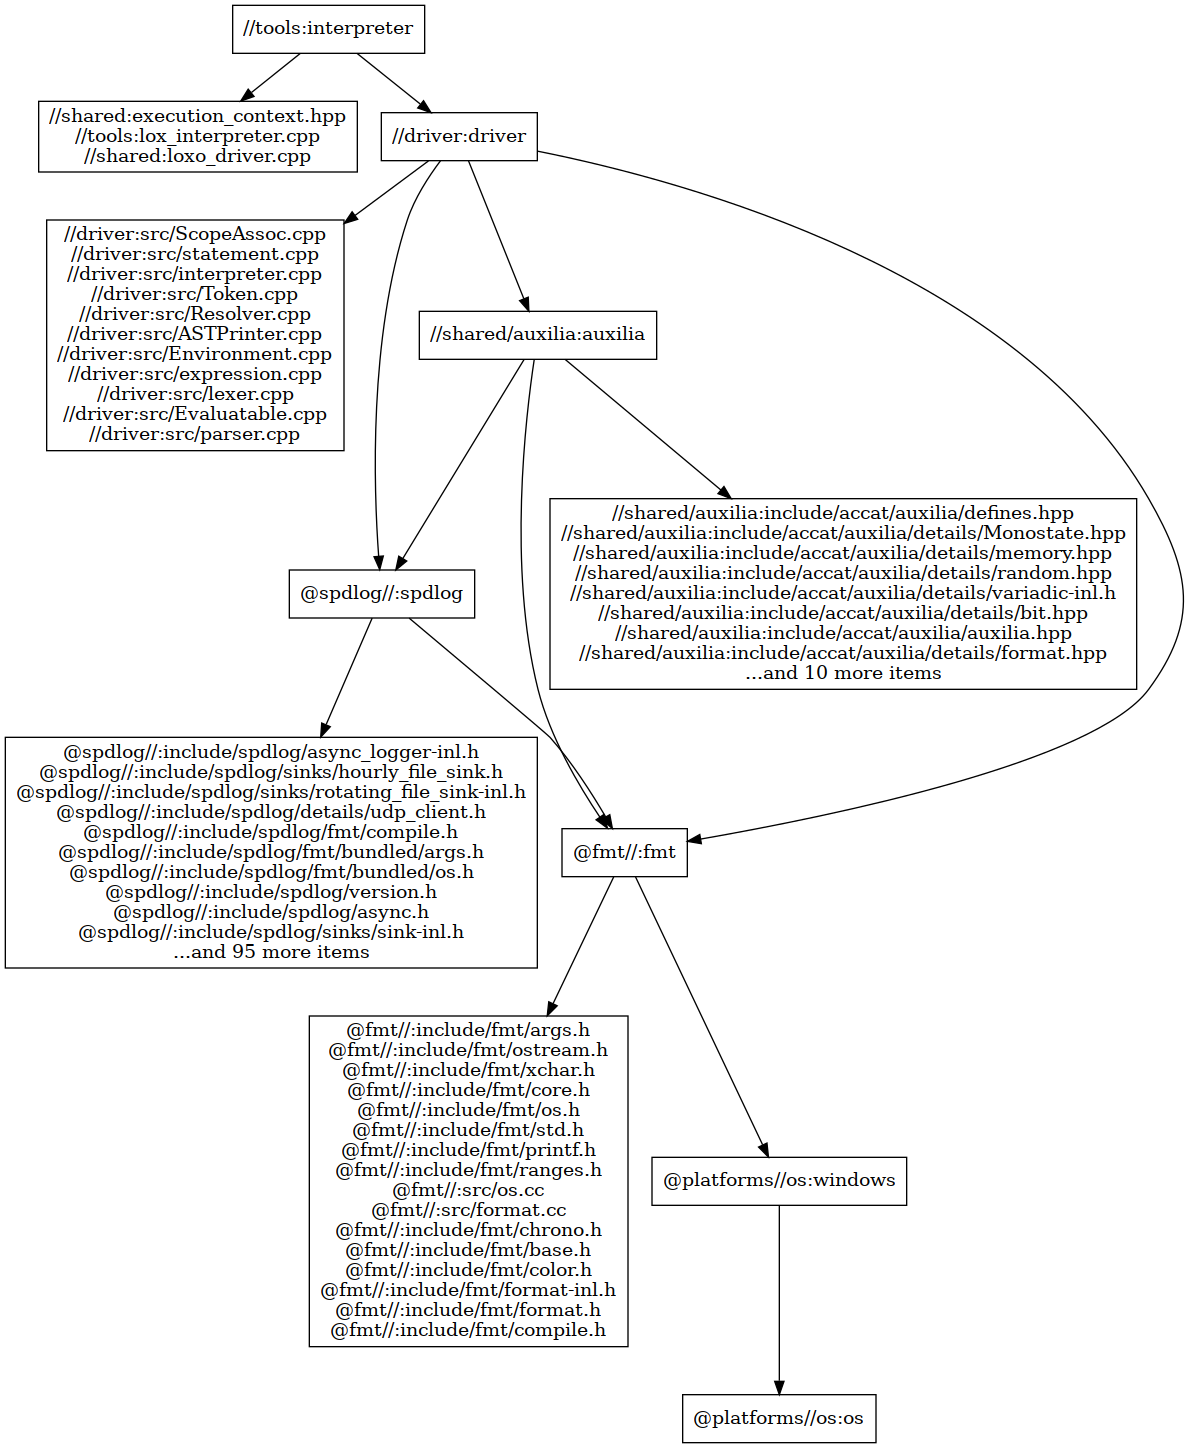 //tools:interpreter
//shared:execution_context.hpp
//tools:lox_interpreter.cpp
//shared:loxo_driver.cpp
//driver:driver
//driver:src/ScopeAssoc.cpp
//driver:src/statement.cpp
//driver:src/interpreter.cpp
//driver:src/Token.cpp
//driver:src/Resolver.cpp
//driver:src/ASTPrinter.cpp
//driver:src/Environment.cpp
//driver:src/expression.cpp
//driver:src/lexer.cpp
//driver:src/Evaluatable.cpp
//driver:src/parser.cpp
//shared/auxilia:auxilia
//shared/auxilia:include/accat/auxilia/defines.hpp
//shared/auxilia:include/accat/auxilia/details/Monostate.hpp
//shared/auxilia:include/accat/auxilia/details/memory.hpp
//shared/auxilia:include/accat/auxilia/details/random.hpp
//shared/auxilia:include/accat/auxilia/details/variadic-inl.h
//shared/auxilia:include/accat/auxilia/details/bit.hpp
//shared/auxilia:include/accat/auxilia/auxilia.hpp
//shared/auxilia:include/accat/auxilia/details/format.hpp
...and 10 more items
@spdlog//:spdlog
@spdlog//:include/spdlog/async_logger-inl.h
@spdlog//:include/spdlog/sinks/hourly_file_sink.h
@spdlog//:include/spdlog/sinks/rotating_file_sink-inl.h
@spdlog//:include/spdlog/details/udp_client.h
@spdlog//:include/spdlog/fmt/compile.h
@spdlog//:include/spdlog/fmt/bundled/args.h
@spdlog//:include/spdlog/fmt/bundled/os.h
@spdlog//:include/spdlog/version.h
@spdlog//:include/spdlog/async.h
@spdlog//:include/spdlog/sinks/sink-inl.h
...and 95 more items
@fmt//:fmt
@fmt//:include/fmt/args.h
@fmt//:include/fmt/ostream.h
@fmt//:include/fmt/xchar.h
@fmt//:include/fmt/core.h
@fmt//:include/fmt/os.h
@fmt//:include/fmt/std.h
@fmt//:include/fmt/printf.h
@fmt//:include/fmt/ranges.h
@fmt//:src/os.cc
@fmt//:src/format.cc
@fmt//:include/fmt/chrono.h
@fmt//:include/fmt/base.h
@fmt//:include/fmt/color.h
@fmt//:include/fmt/format-inl.h
@fmt//:include/fmt/format.h
@fmt//:include/fmt/compile.h
@platforms//os:windows
@platforms//os:os